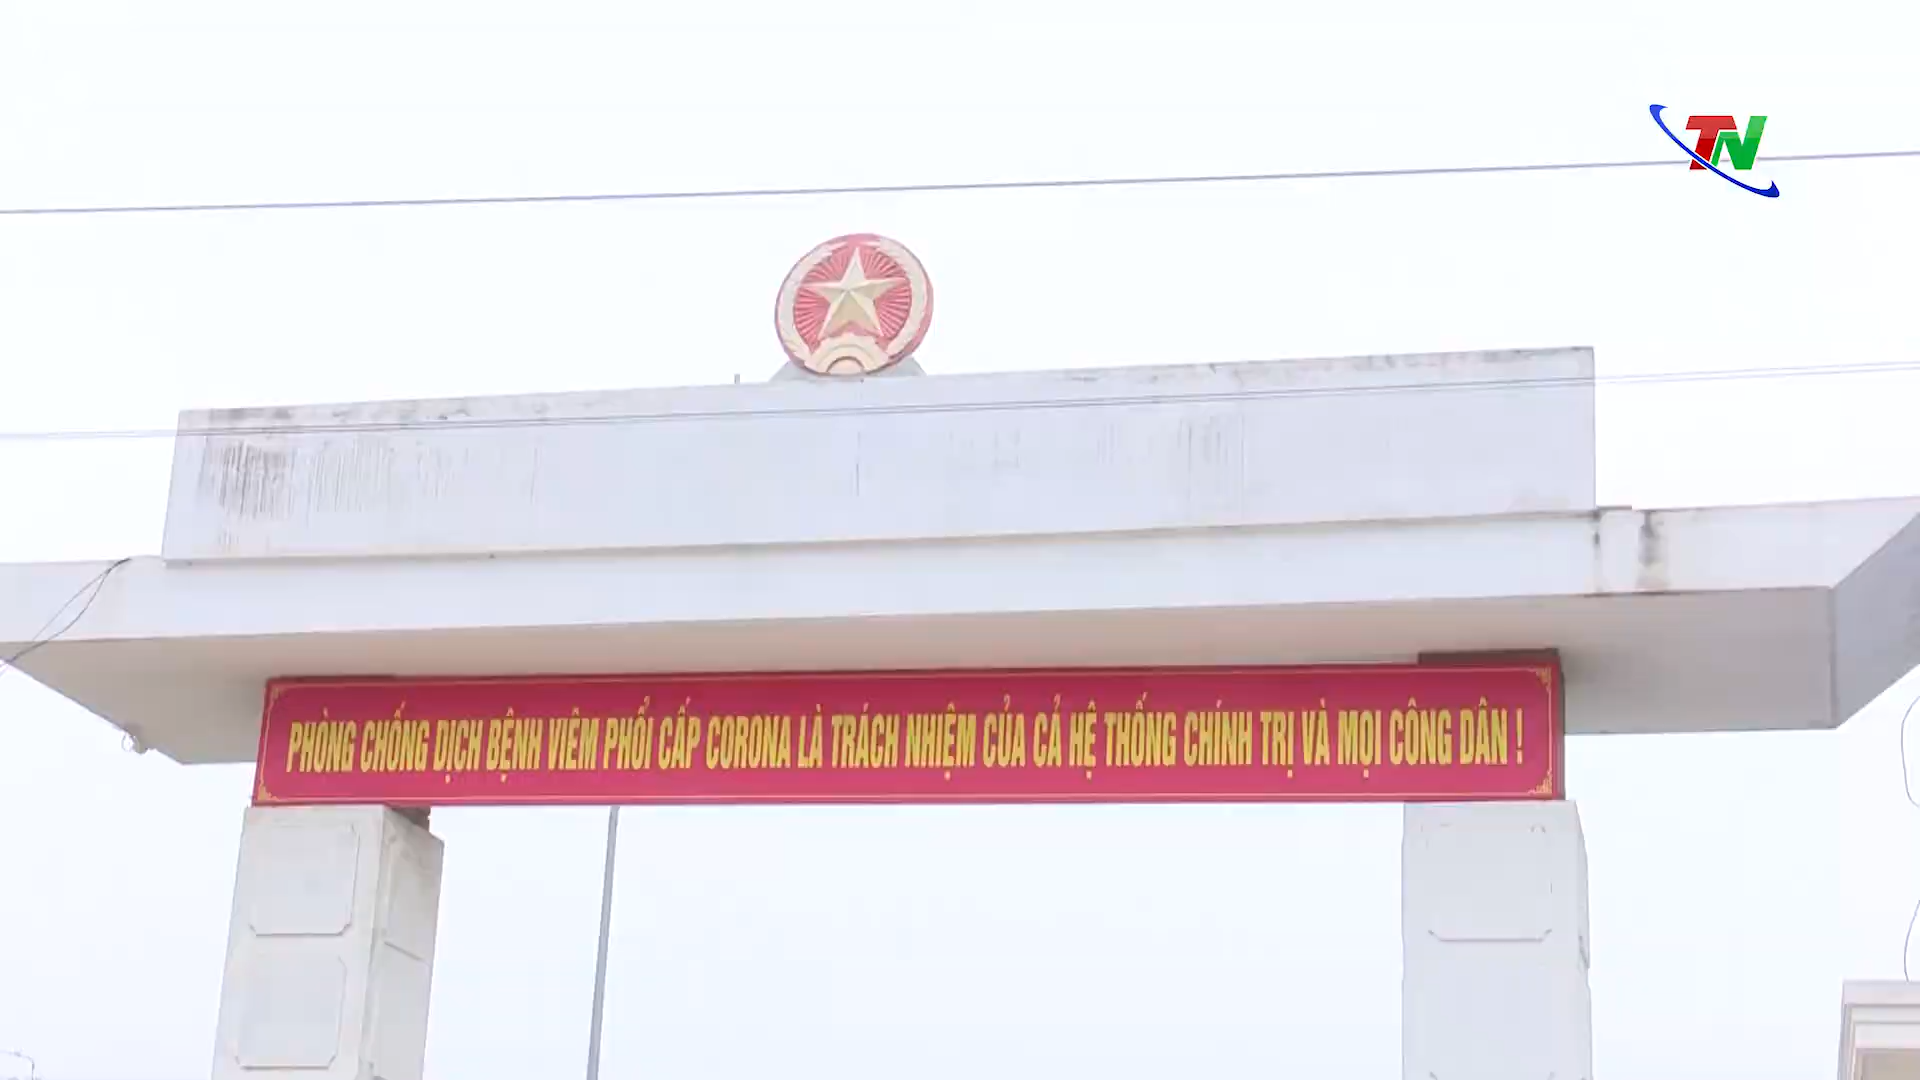 TN
PHÒNG CHỐNG DỊCH BỆNH VIÊM PHỔI CẤP CORONA LÀ TRÁCH NHIỆM CỦA CẢ HỆ THỐNG CHÍNH TRỊ VÀ MỌI CÔNG DÂN !